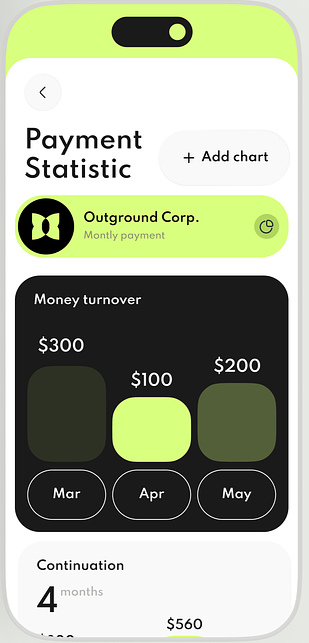 Payment
Statistic
+ Add chart
Outground Corp.
Montly payment
Money turnover
$300
$100
$200
Mar
Apr
May
Continuation
4 months
$560